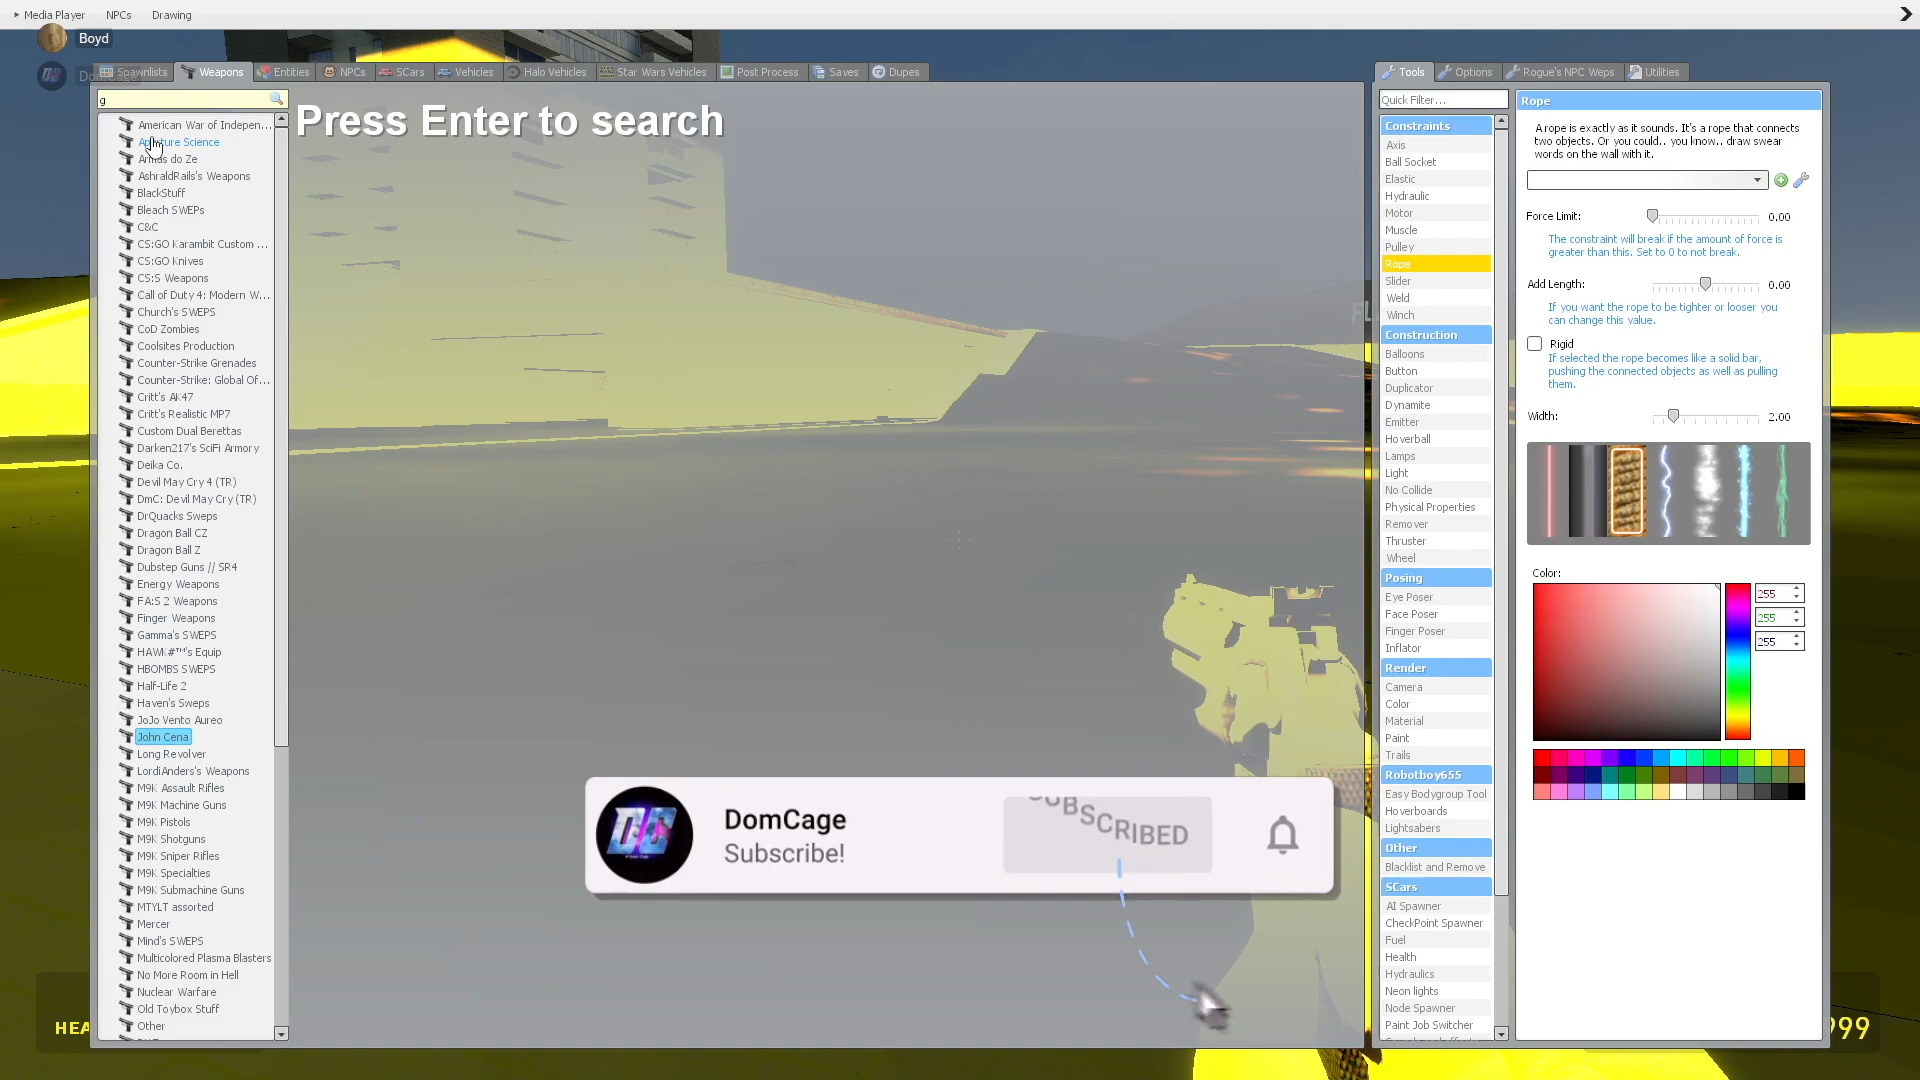 Media Player NPCs Drawing
Boyd
Spawnlists Weapons Entities NPCs SCars Vehicles Halo Vehicles Star Wars Vehicles Post Process Saves Dupes
g
Press Enter to search
American War of Indepen...
Aperture Science
Armas do Ze
AshraldRails's Weapons
BlackStuff
Bleach SWEPs
C&C
CS:GO Karambit Custom ...
CS:GO Knives
CS:S Weapons
Call of Duty 4: Modern W...
Church's SWEPS
CoD Zombies
Coolsites Production
Counter-Strike Grenades
Counter-Strike: Global Of...
Critt's AK47
Critt's Realistic MP7
Custom Dual Berettas
Darken217's SciFi Armory
Deika Co.
Devil May Cry 4 (TR)
DmC: Devil May Cry (TR)
DrQuacks Sweps
Dragon Ball CZ
Dragon Ball Z
Dubstep Guns // SR4
Energy Weapons
FA:S 2 Weapons
Finger Weapons
Gamma's SWEPS
HAWK#™'s Equip
HBOMBS SWEPS
Half-Life 2
Haven's Sweps
JoJo Vento Aureo
John Cena
Long Revolver
LordiAnders's Weapons
M9K Assault Rifles
M9K Machine Guns
M9K Pistols
M9K Shotguns
M9K Sniper Rifles
M9K Specialties
M9K Submachine Guns
MTYLT assorted
Mercer
Mind's SWEPS
Multicolored Plasma Blasters
No More Room in Hell
Nuclear Warfare
Old Toybox Stuff
Other
HEA
DomCage
Subscribe!
SUBSCRIBED
Tools Options Rogue's NPC Weps Utilities
Quick Filter...
Constraints
Axis
Ball Socket
Elastic
Hydraulic
Motor
Muscle
Pulley
Rope
Slider
Weld
Winch
Construction
Balloons
Button
Duplicator
Dynamite
Emitter
Hoverball
Lamps
Light
No Collide
Physical Properties
Remover
Thruster
Wheel
Posing
Eye Poser
Face Poser
Finger Poser
Inflator
Render
Camera
Color
Material
Paint
Trails
Robotboy655
Easy Bodygroup Tool
Hoverboards
Lightsabers
Other
Blacklist and Remove
SCars
AI Spawner
CheckPoint Spawner
Fuel
Health
Hydraulics
Neon lights
Node Spawner
Paint Job Switcher
Rope
A rope is exactly as it sounds. It's a rope that connects
two objects. Or you could.. you know.. draw swear
words on the wall with it.
Force Limit: 0.00
The constraint will break if the amount of force is
greater than this. Set to 0 to not break.
Add Length: 0.00
If you want the rope to be tighter or looser you
can change this value.
Rigid
If selected the rope becomes like a solid bar,
pushing the connected objects as well as pulling
them.
Width: 2.00
Color:
255
255
255
999